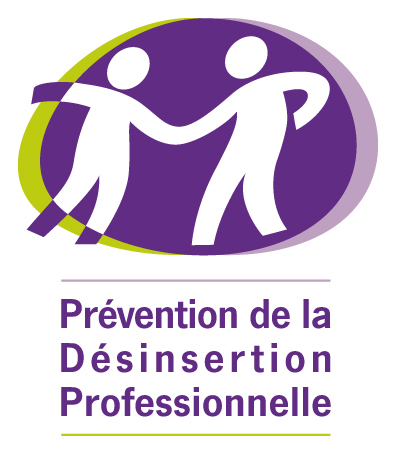 Prévention de la
Désinsertion
Professionnelle